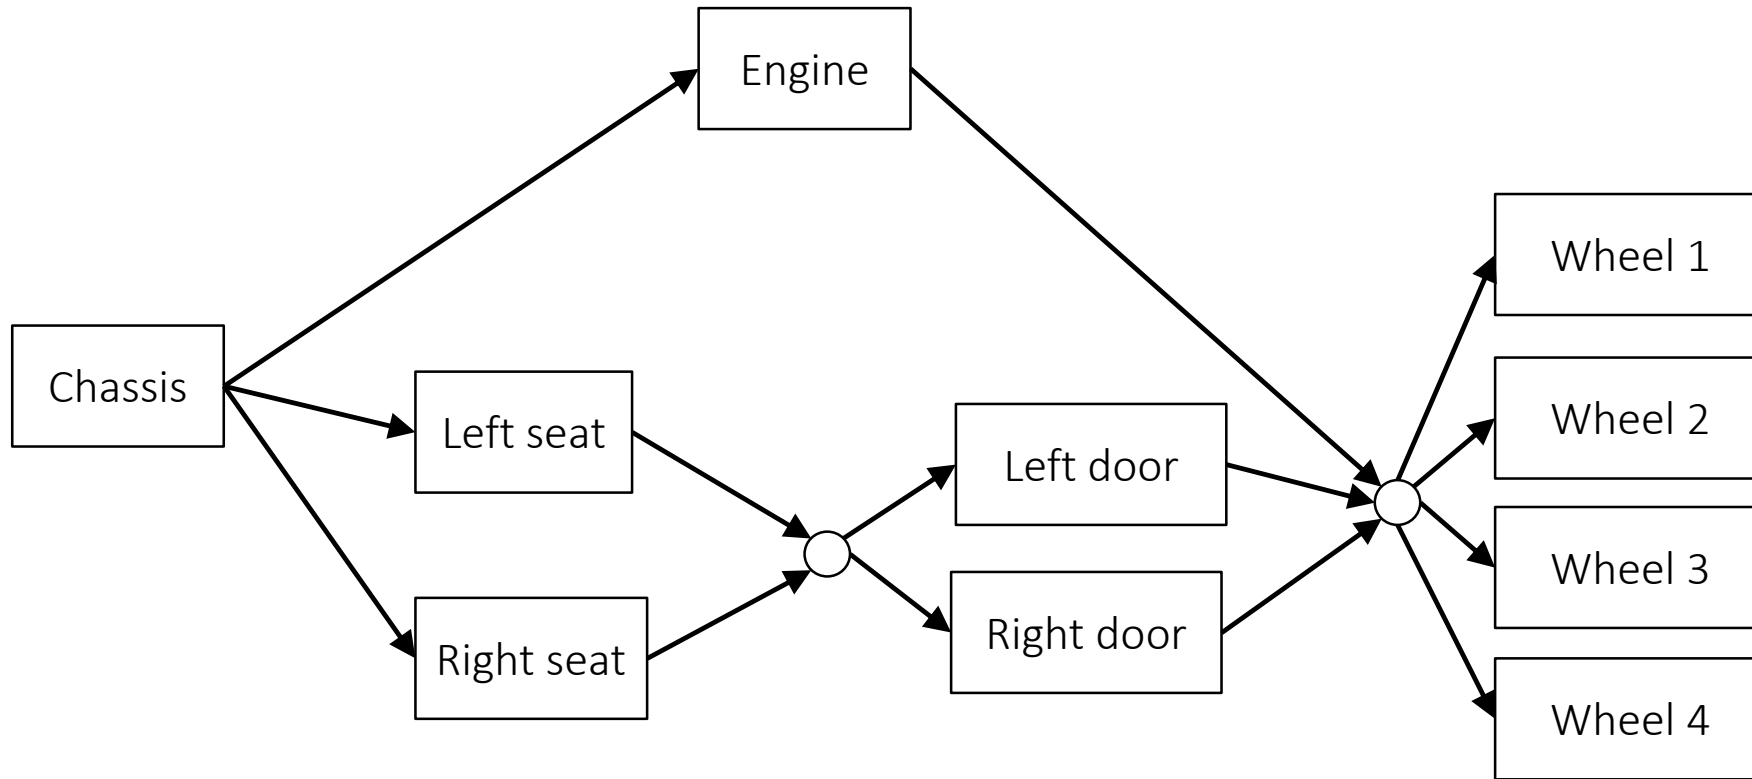 Engine
Chassis
Left seat
Right seat
Left door
Right door
Wheel 1
Wheel 2
Wheel 3
Wheel 4